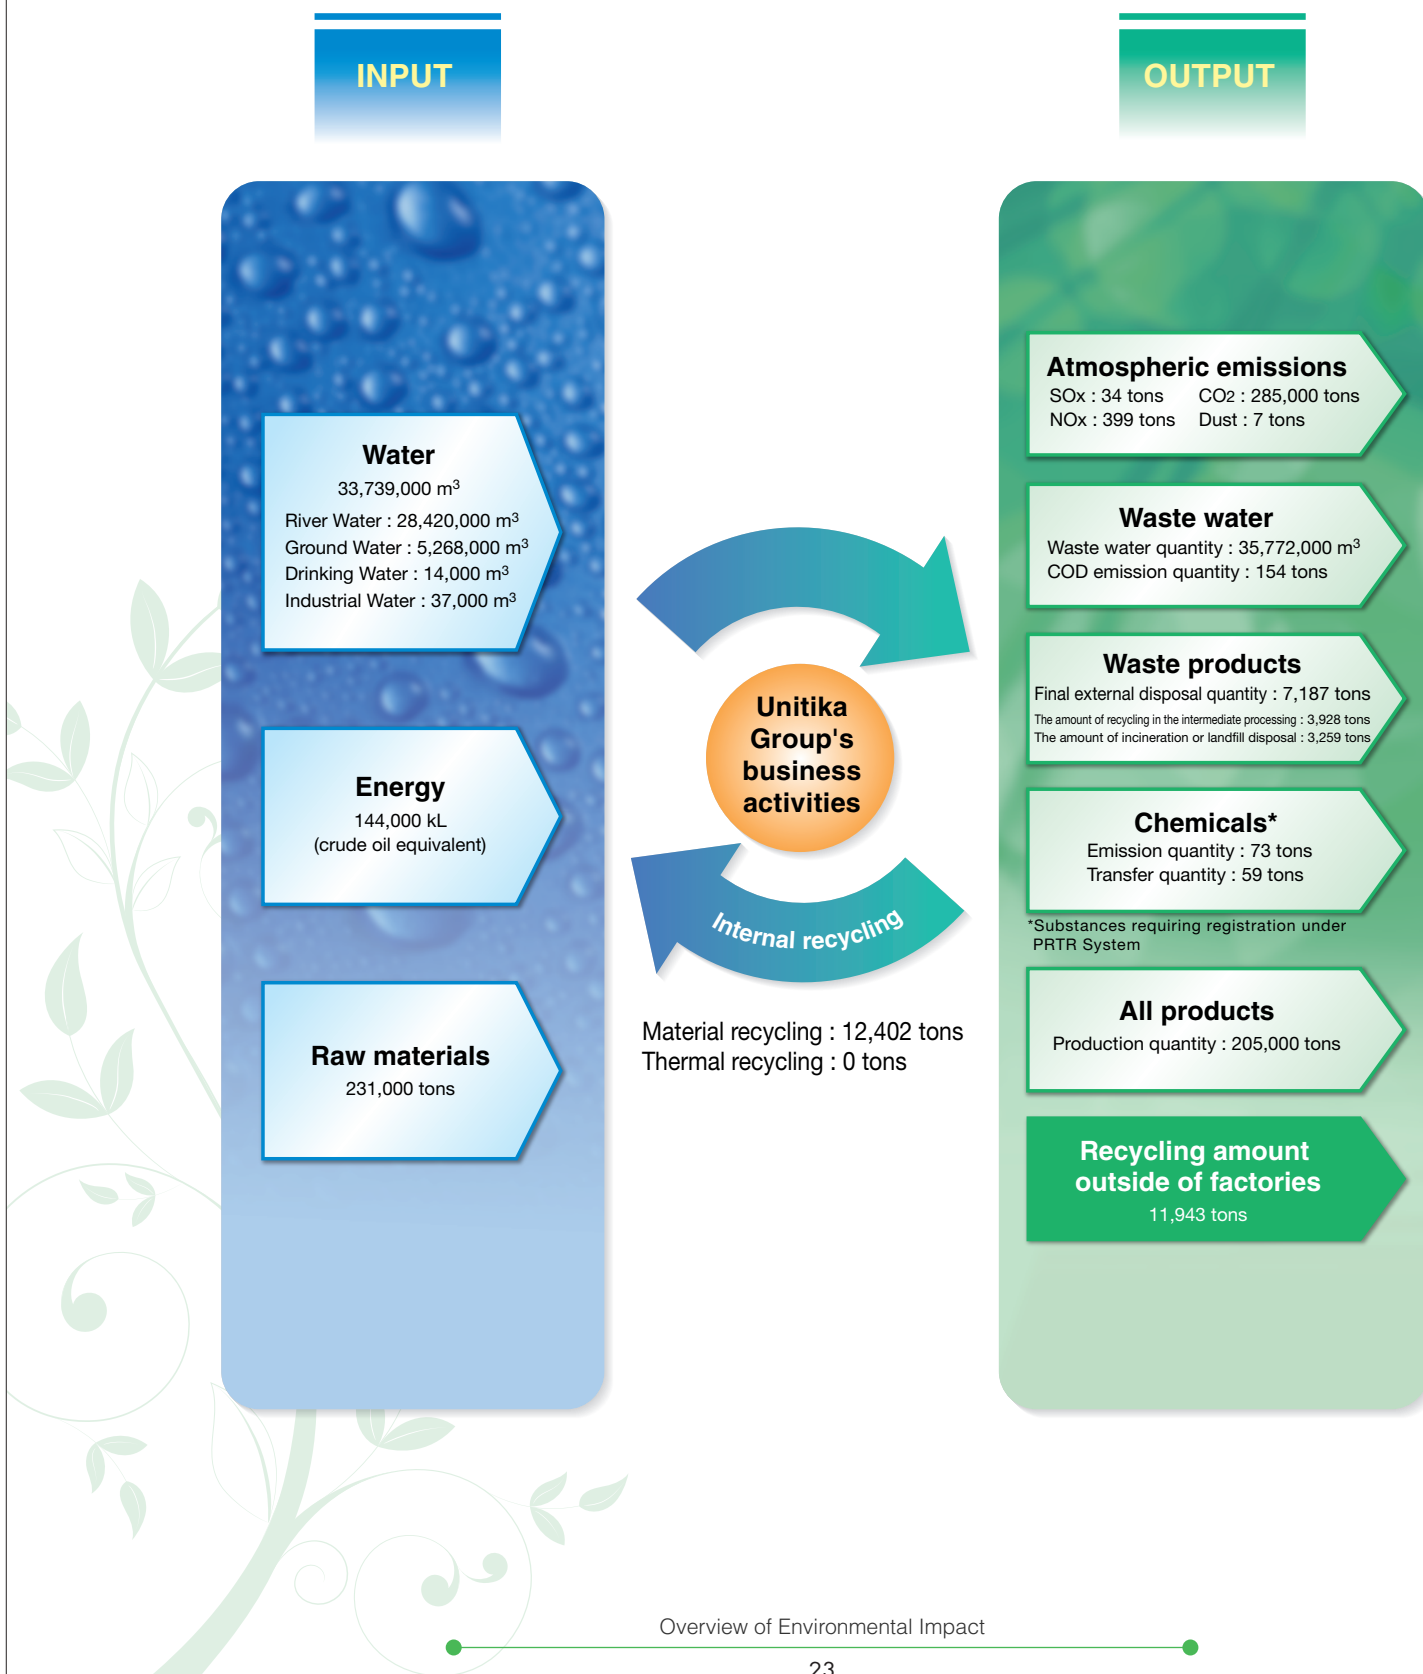 INPUT
OUTPUT
Water
33,739,000 m³
River Water : 28,420,000 m³
Ground Water : 5,268,000 m³
Drinking Water : 14,000 m³
Industrial Water : 37,000 m³
Energy
144,000 kL
(crude oil equivalent)
Raw materials
231,000 tons
Unitika
Group's
business
activities
Internal recycling
Material recycling : 12,402 tons
Thermal recycling : 0 tons
Atmospheric emissions
SOx : 34 tons CO2 : 285,000 tons
NOx : 399 tons Dust : 7 tons
Waste water
Waste water quantity : 35,772,000 m³
COD emission quantity : 154 tons
Waste products
Final external disposal quantity : 7,187 tons
The amount of recycling in the intermediate processing : 3,928 tons
The amount of incineration or landfill disposal : 3,259 tons
Chemicals*
Emission quantity : 73 tons
Transfer quantity : 59 tons
*Substances requiring registration under
PRTR System
All products
Production quantity : 205,000 tons
Recycling amount
outside of factories
11,943 tons
Overview of Environmental Impact
23